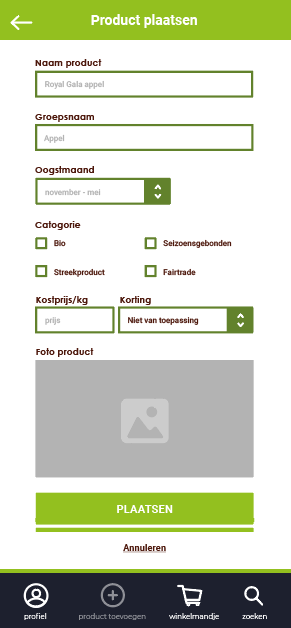 Product plaatsen
Naam product
Royal Gala appel
Groepsnaam
Appel
Oogstmaand
november - mei
Catogorie
Bio
Seizoensgebonden
Streekproduct
Fairtrade
Kostprijs/kg
Korting
prijs
Niet van toepassing
Foto product
PLAATSEN
Annuleren
profiel
product toevoegen
winkelmandje
zoeken